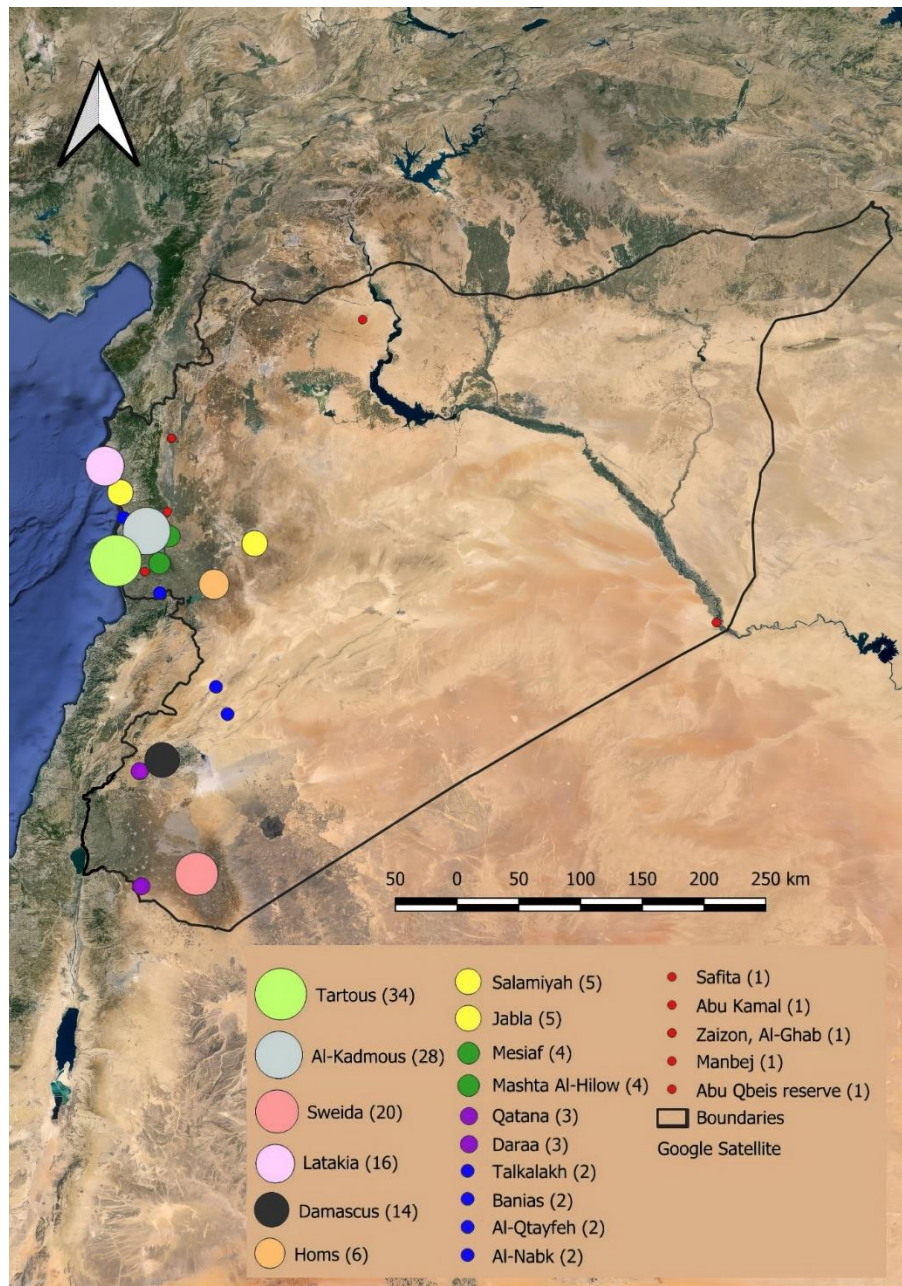 50 0 50 100 150 200 250 km
Tartous (34)
Al-Kadmous (28)
Sweida (20)
Latakia (16)
Damascus (14)
Homs (6)
Salamiyah (5)
Jabla (5)
Mesiaf (4)
Mashta Al-Hilow (4)
Qatana (3)
Daraa (3)
Talkalakh (2)
Banias (2)
Al-Qtayfeh (2)
Al-Nabk (2)
Safita (1)
Abu Kamal (1)
Zaizon, Al-Ghab (1)
Manbej (1)
Abu Qbeis reserve (1)
Boundaries
Google Satellite